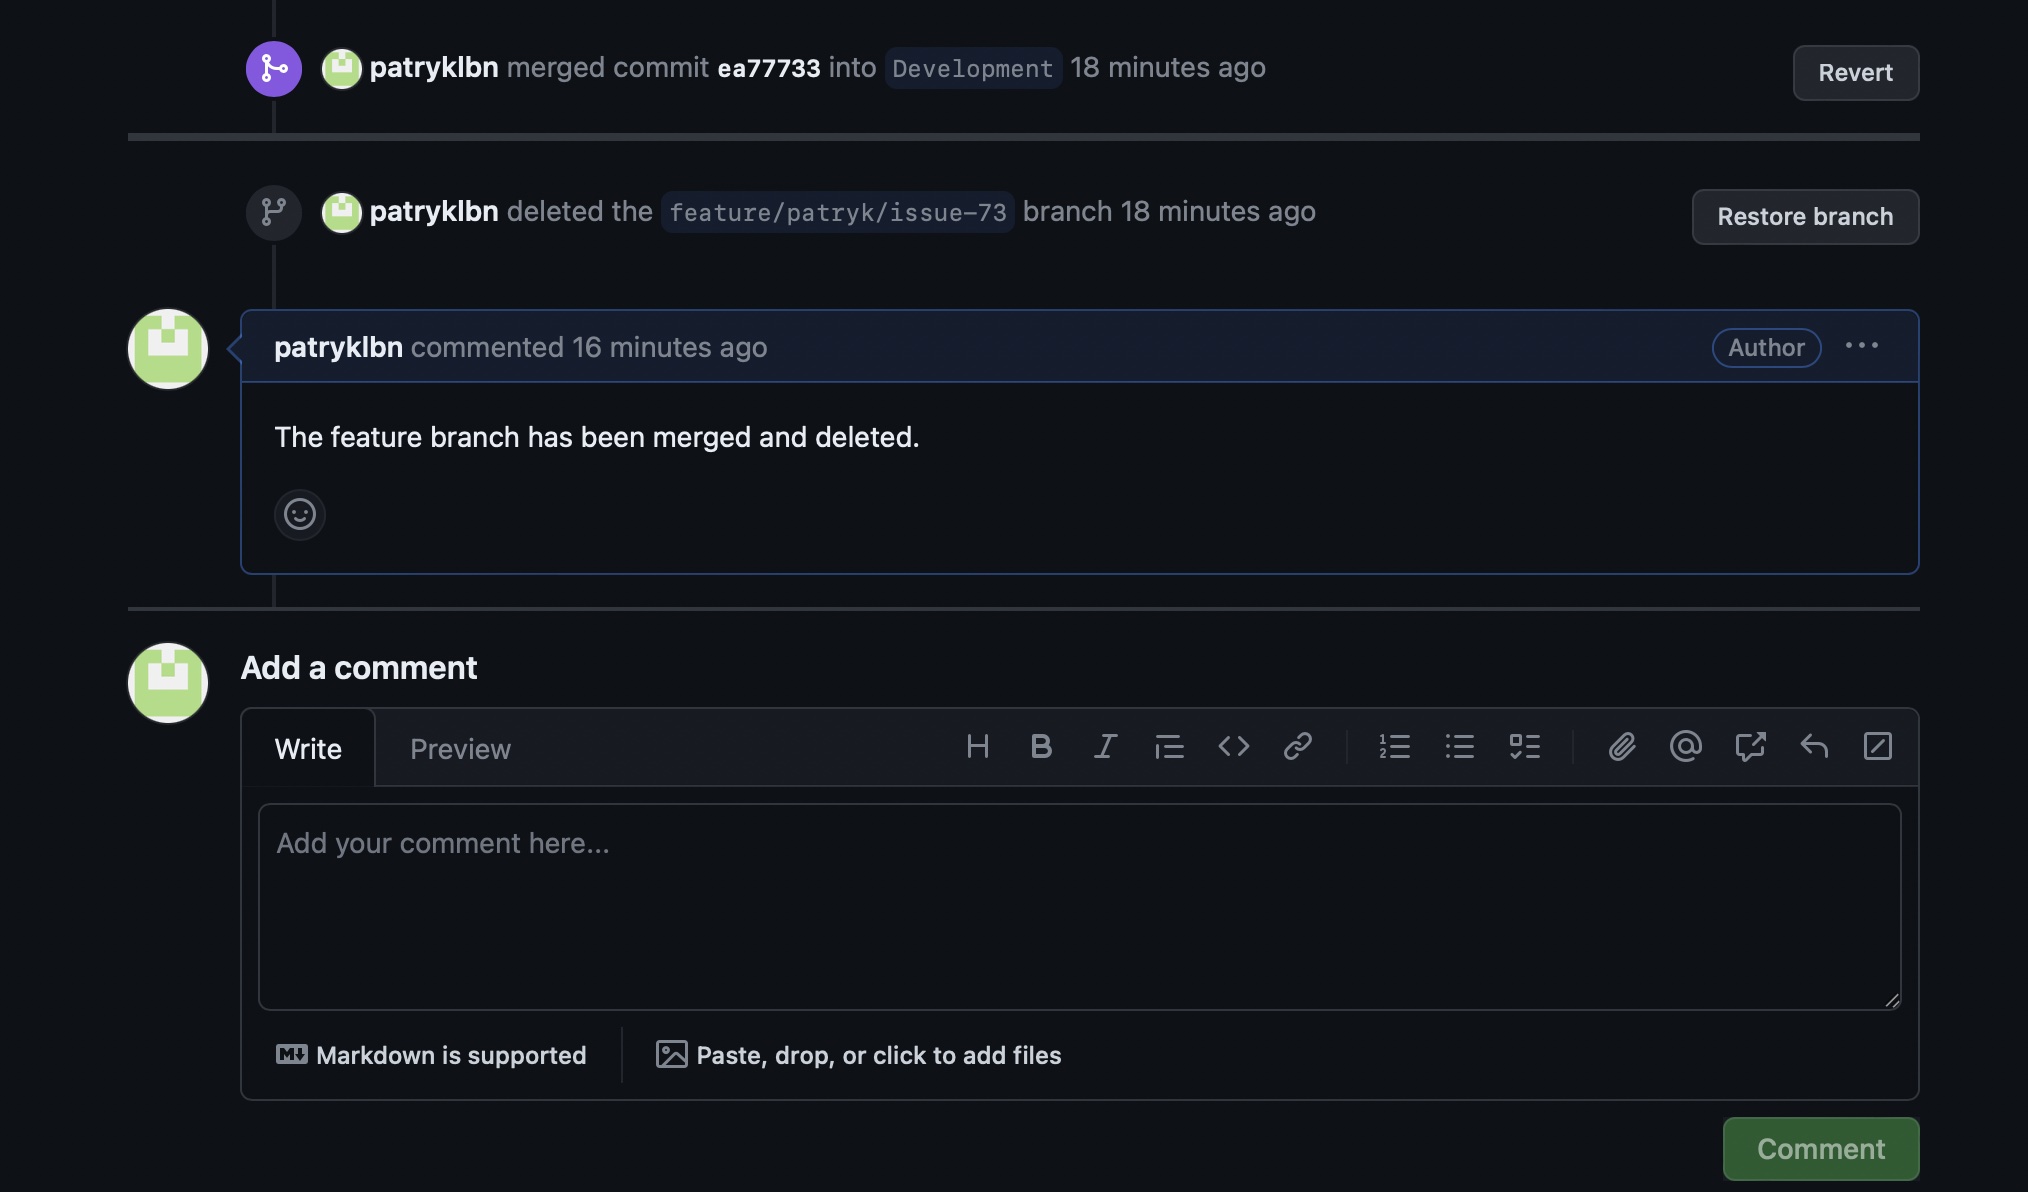 patryklbn merged commit ea77733 into Development 18 minutes ago
Revert
patryklbn deleted the feature/patryk/issue-73 branch 18 minutes ago
Restore branch
patryklbn commented 16 minutes ago
Author
The feature branch has been merged and deleted.
Add a comment
Write
Preview
Add your comment here...
Markdown is supported
Paste, drop, or click to add files
Comment